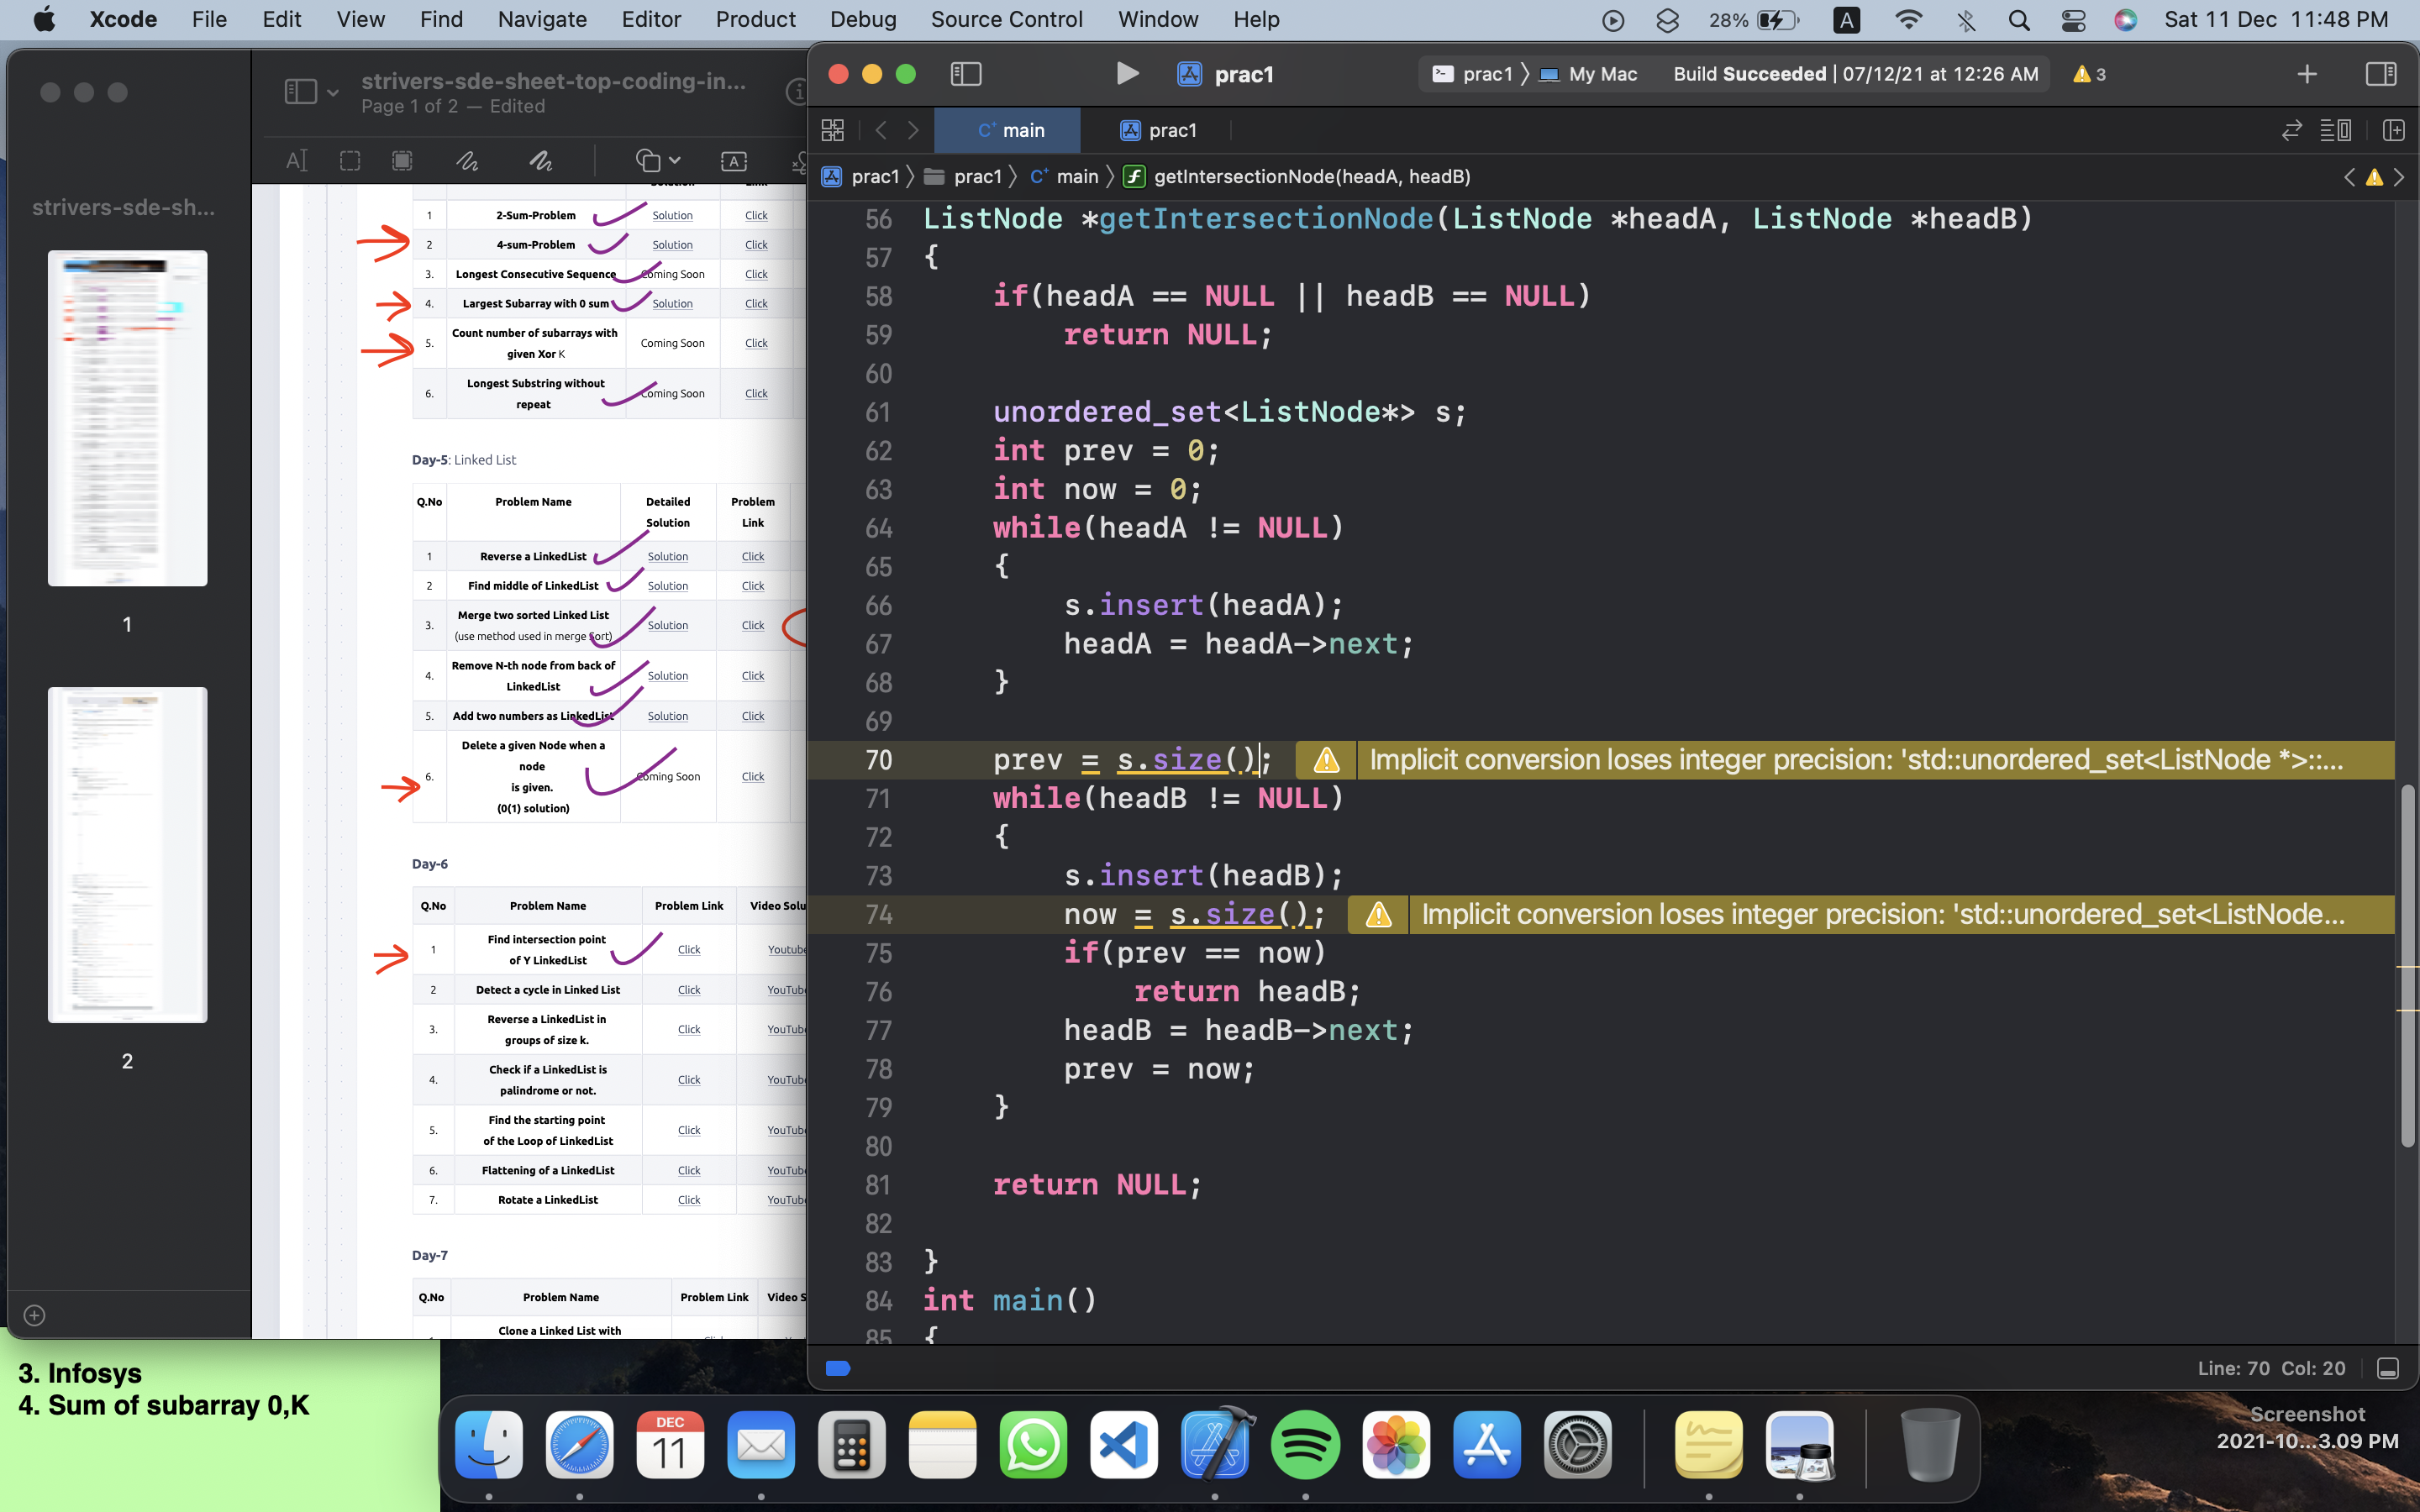 Xcode File Edit View Find Navigate Editor Product Debug Source Control Window Help 28% A Sat 11 Dec 11:48 PM
strivers-sde-sheet-top-coding-in...
Page 1 of 2 — Edited
strivers-sde-sh...
1
2
Solution Link
1 2-Sum-Problem Solution Click
2 4-sum-Problem Solution Click
3. Longest Consecutive Sequence Coming Soon Click
4. Largest Subarray with 0 sum Solution Click
5. Count number of subarrays with
given Xor K Coming Soon Click
6. Longest Substring without
repeat Coming Soon Click
Day-5: Linked List
Q.No Problem Name Detailed
Solution Problem
Link
1 Reverse a LinkedList Solution Click
2 Find middle of LinkedList Solution Click
3. Merge two sorted Linked List
(use method used in merge Sort) Solution Click
4. Remove N-th node from back of
LinkedList Solution Click
5. Add two numbers as LinkedList Solution Click
6. Delete a given Node when a
node
is given.
(0(1) solution) Coming Soon Click
Day-6
Q.No Problem Name Problem Link Video Solu
1 Find intersection point
of Y LinkedList Click Youtube
2 Detect a cycle in Linked List Click YouTube
3. Reverse a LinkedList in
groups of size k. Click YouTube
4. Check if a LinkedList is
palindrome or not. Click YouTube
5. Find the starting point
of the Loop of LinkedList Click YouTube
6. Flattening of a LinkedList Click YouTube
7. Rotate a LinkedList Click YouTube
Day-7
Q.No Problem Name Problem Link Video S
Clone a Linked List with
prac1
prac1 〉 My Mac Build Succeeded | 07/12/21 at 12:26 AM 3
main prac1
prac1 〉 prac1 〉 main 〉 getIntersectionNode(headA, headB)
56 ListNode *getIntersectionNode(ListNode *headA, ListNode *headB)
57 {
58 if(headA == NULL || headB == NULL)
59 return NULL;
60
61 unordered_set<ListNode*> s;
62 int prev = 0;
63 int now = 0;
64 while(headA != NULL)
65 {
66 s.insert(headA);
67 headA = headA->next;
68 }
69
70 prev = s.size(); Implicit conversion loses integer precision: 'std::unordered_set<ListNode *>::...
71 while(headB != NULL)
72 {
73 s.insert(headB);
74 now = s.size(); Implicit conversion loses integer precision: 'std::unordered_set<ListNode...
75 if(prev == now)
76 return headB;
77 headB = headB->next;
78 prev = now;
79 }
80
81 return NULL;
82
83 }
84 int main()
85 {
Line: 70 Col: 20
3. Infosys
4. Sum of subarray 0,K
DEC
11
Screenshot
2021-10...3.09 PM